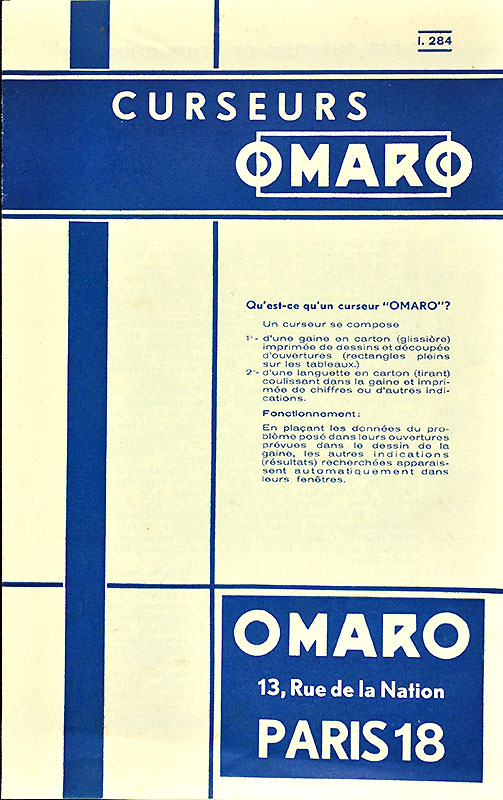 I. 284
CURSEURS
OMARO
Qu'est-ce qu'un curseur "OMARO"?
Un curseur se compose
1°- d'une gaine en carton (glissière)
imprimée de dessins et découpée
d'ouvertures (rectangles pleins
sur les tableaux.)
2°- d'une languette en carton (tirant)
coulissant dans la gaine et impri-
mée de chiffres ou d'autres indi-
cations.
Fonctionnement:
En plaçant les données du pro-
blème posé dans leurs ouvertures
prévues dans le dessin de la
gaine, les autres indications
(résultats) recherchées apparais-
sent automatiquement dans
leurs fenêtres.
OMARO
13, Rue de la Nation
PARIS 18